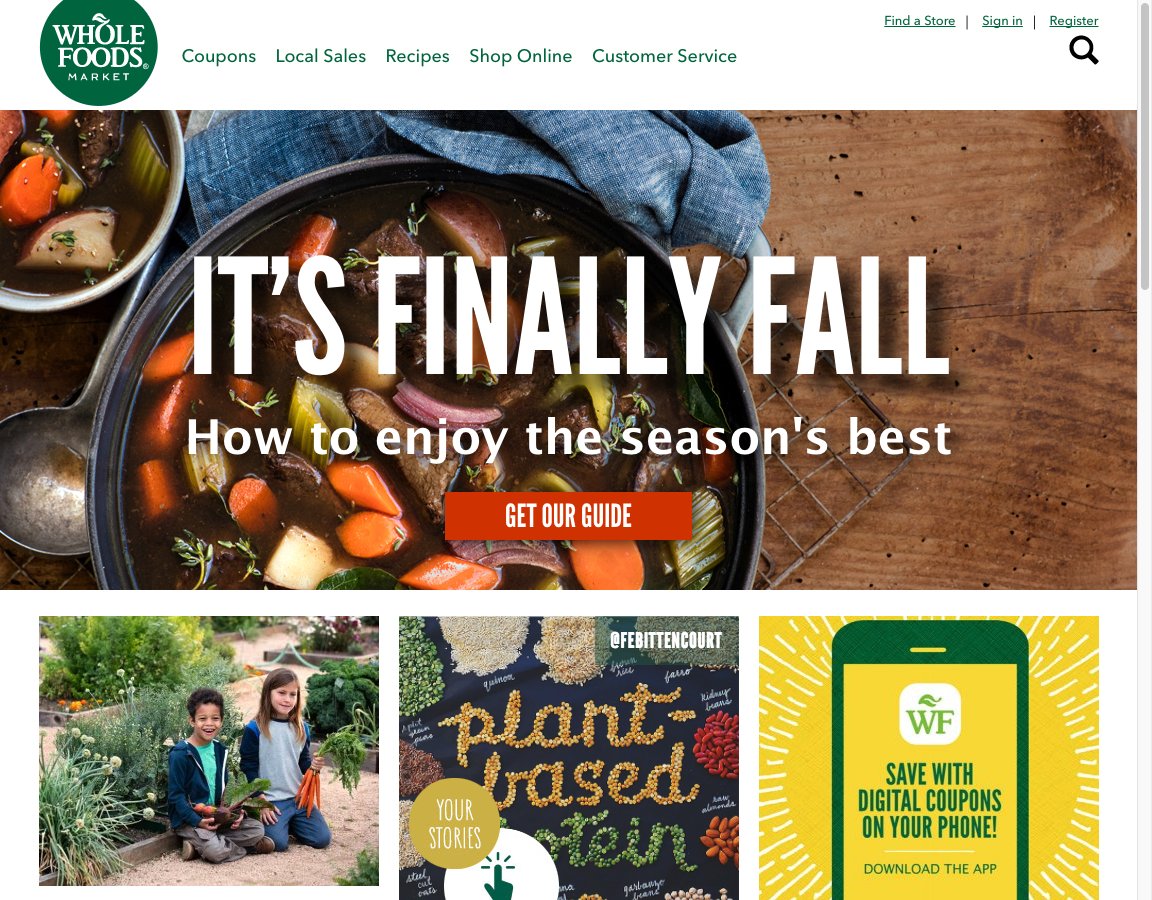 WHOLE
FOODS®
MARKET
Find a Store | Sign in | Register
Coupons Local Sales Recipes Shop Online Customer Service
IT'S FINALLY FALL
How to enjoy the season's best
GET OUR GUIDE
@FEBITTENCOURT
quinoa
brown
rice
farro
kidney
beans
split
green
peas
plant-
based
raw
almonds
YOUR
STORIES
steel
cut
oats
garbanzo
beans
WF
SAVE WITH
DIGITAL COUPONS
ON YOUR PHONE!
DOWNLOAD THE APP